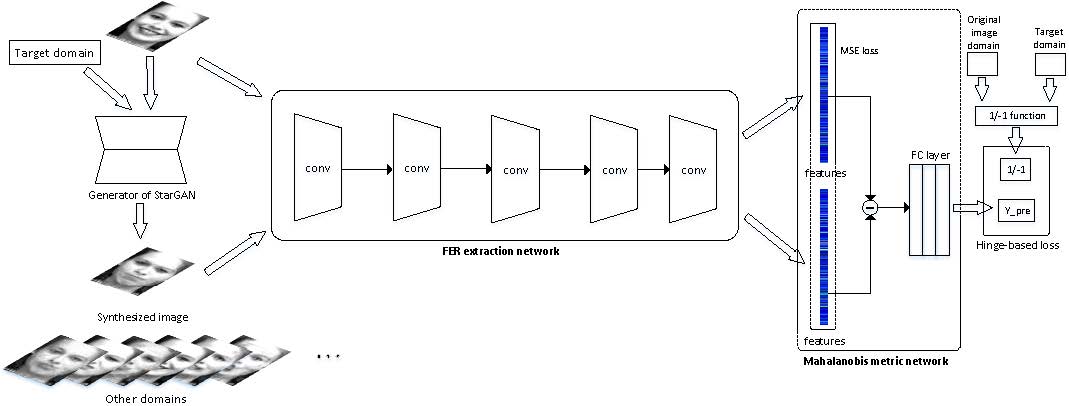 Target domain
Generator of StarGAN
Synthesized image
Other domains
...
conv
conv
conv
conv
conv
FER extraction network
MSE loss
features
features
FC layer
Mahalanobis metric network
Original
image
domain
Target
domain
1/-1 function
1/-1
Y_pre
Hinge-based loss